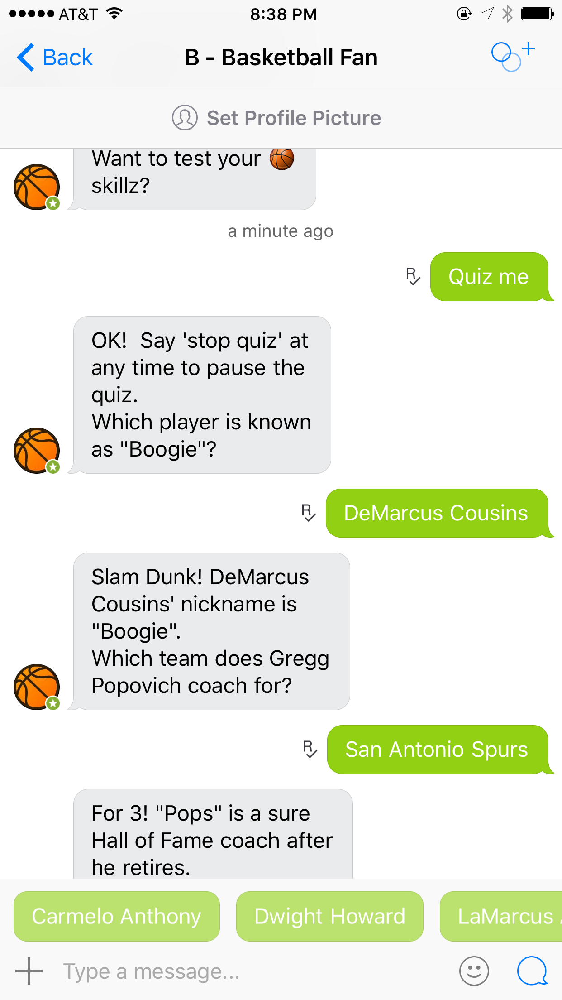 AT&T 8:38 PM
Back B - Basketball Fan
Set Profile Picture
Want to test your
skillz?
a minute ago
R Quiz me
OK!  Say 'stop quiz' at
any time to pause the
quiz.
Which player is known
as "Boogie"?
R DeMarcus Cousins
Slam Dunk! DeMarcus
Cousins' nickname is
"Boogie".
Which team does Gregg
Popovich coach for?
R San Antonio Spurs
For 3! "Pops" is a sure
Hall of Fame coach after
he retires.
Carmelo Anthony Dwight Howard LaMarcus
Type a message...